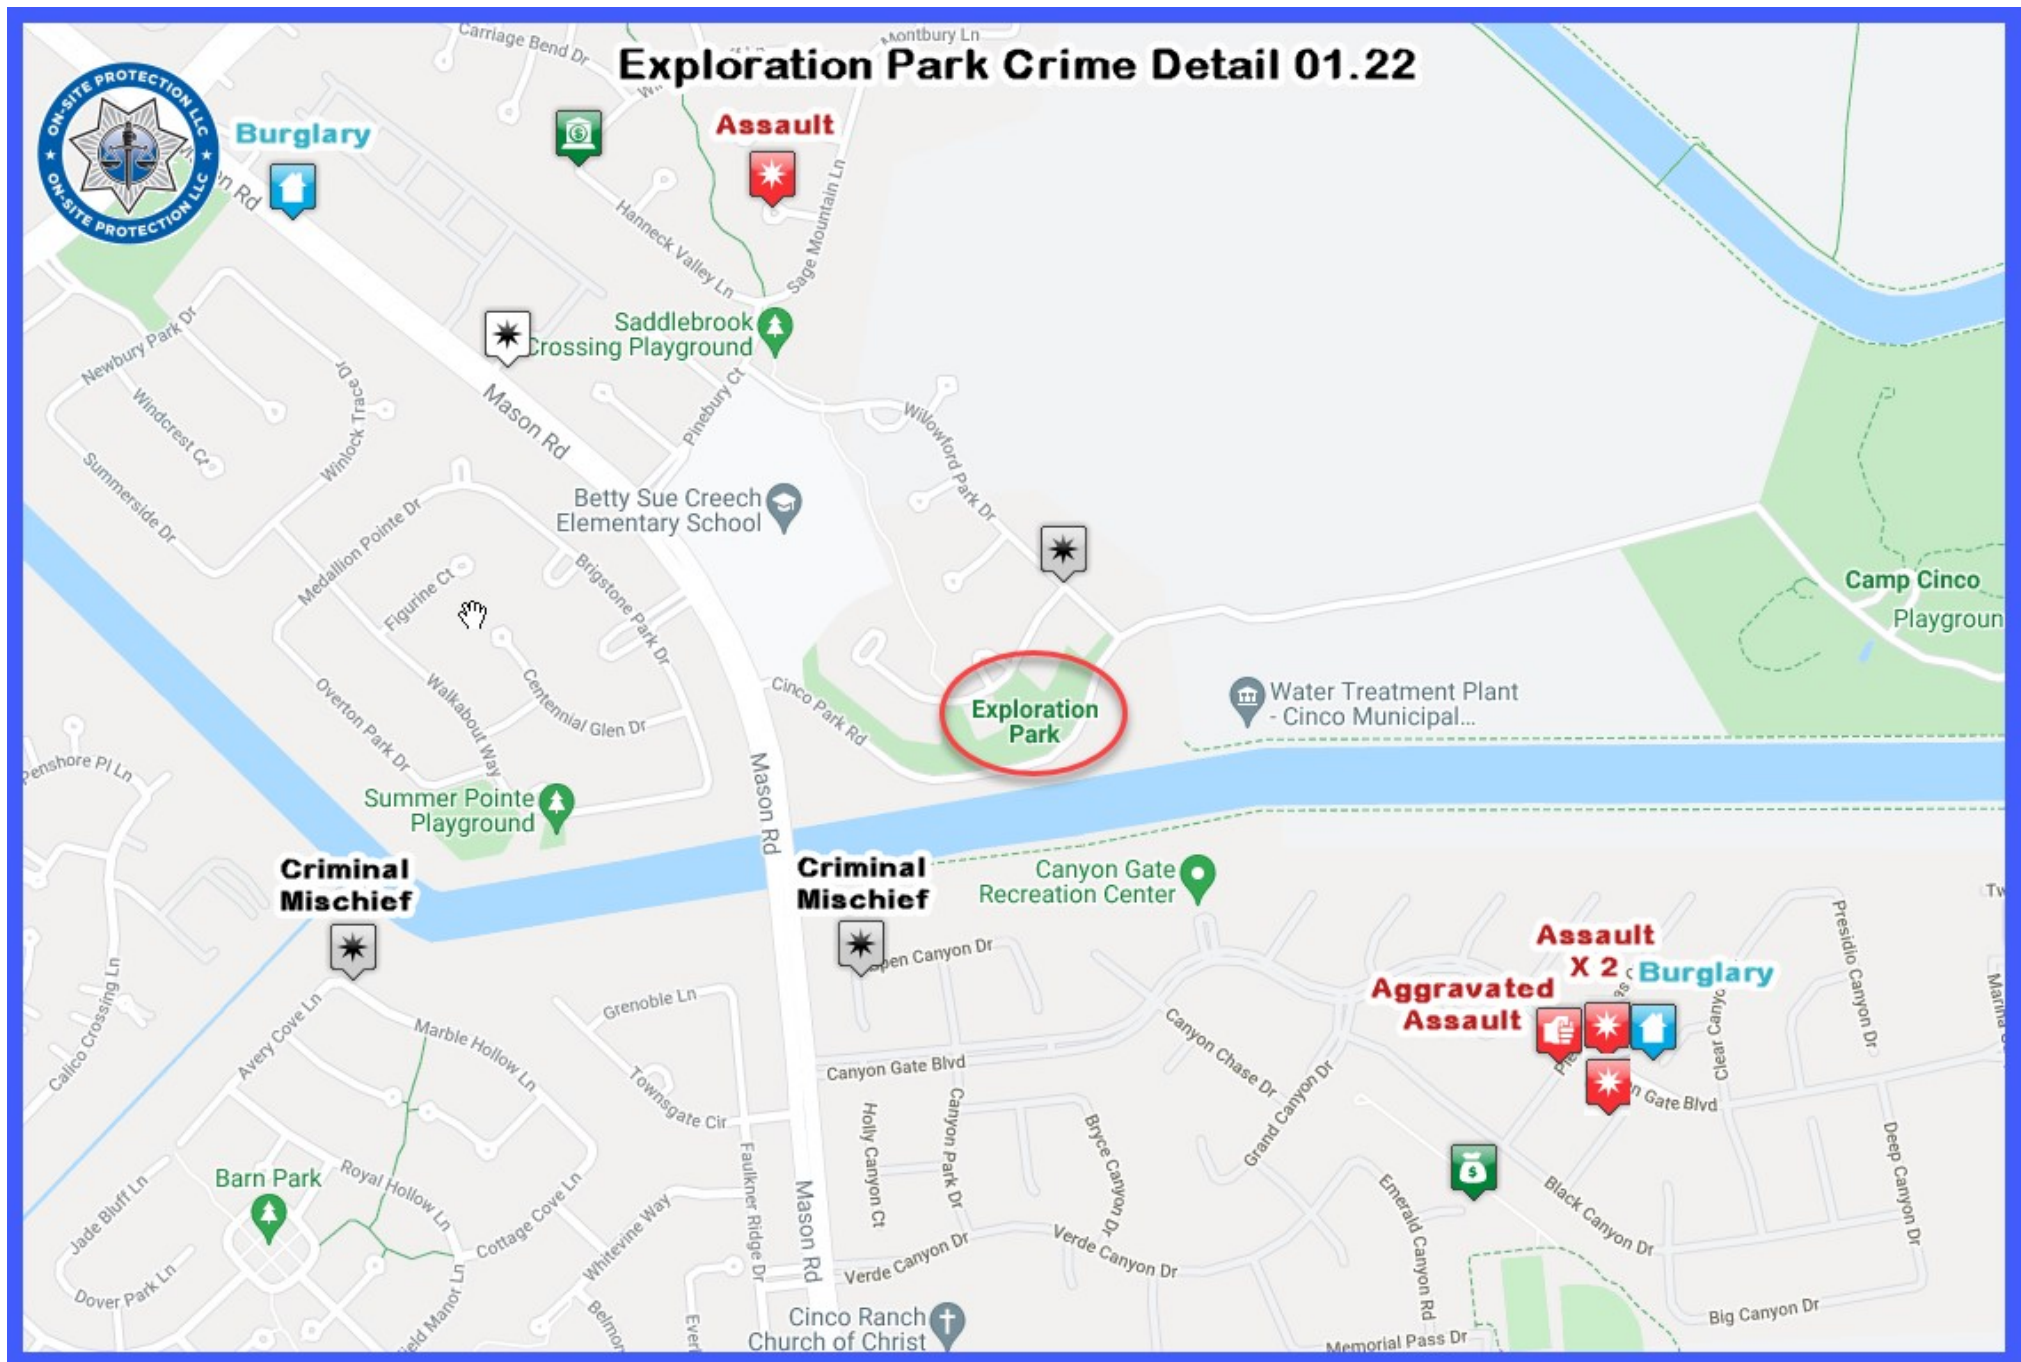 Carriage Bend Dr
Montbury Ln
Exploration Park Crime Detail 01.22
ON-SITE PROTECTION LLC
ON-SITE PROTECTION LLC
Burglary
Assault
Hanneck Valley Ln
Sage Mountain Ln
Saddlebrook
Crossing Playground
Newbury Park Dr
Windcrest Ct
Winlock Trace Dr
Summerside Dr
Mason Rd
Pinebury Ct
Willowford Park Dr
Betty Sue Creech
Elementary School
Medallion Pointe Dr
Figurine Ct
Brigstone Park Dr
Camp Cinco
Playgroun
Centennial Glen Dr
Walkabout Way
Overton Park Dr
Cinco Park Rd
Exploration
Park
Water Treatment Plant
- Cinco Municipal...
Penshore Pl Ln
Mason Rd
Summer Pointe
Playground
Criminal
Mischief
Criminal
Mischief
Canyon Gate
Recreation Center
Open Canyon Dr
Tw
Presidio Canyon Dr
Assault
X 2
Burglary
Aggravated
Assault
Calico Crossing Ln
Avery Cove Ln
Grenoble Ln
Marble Hollow Ln
Townsgate Cir
Canyon Gate Blvd
Canyon Chase Dr
Grand Canyon Dr
Clear Canyo
n Gate Blvd
Holly Canyon Ct
Canyon Park Dr
Bryce Canyon Dr
Faulkner Ridge Dr
Deep Canyon Dr
Barn Park
Royal Hollow Ln
Jade Bluff Ln
Cottage Cove Ln
Whitevine Way
Mason Rd
Emerald Canyon Rd
Black Canyon Dr
Verde Canyon Dr
Verde Canyon Dr
Dover Park Ln
Belmon
Cinco Ranch
Church of Christ
Big Canyon Dr
Memorial Pass Dr